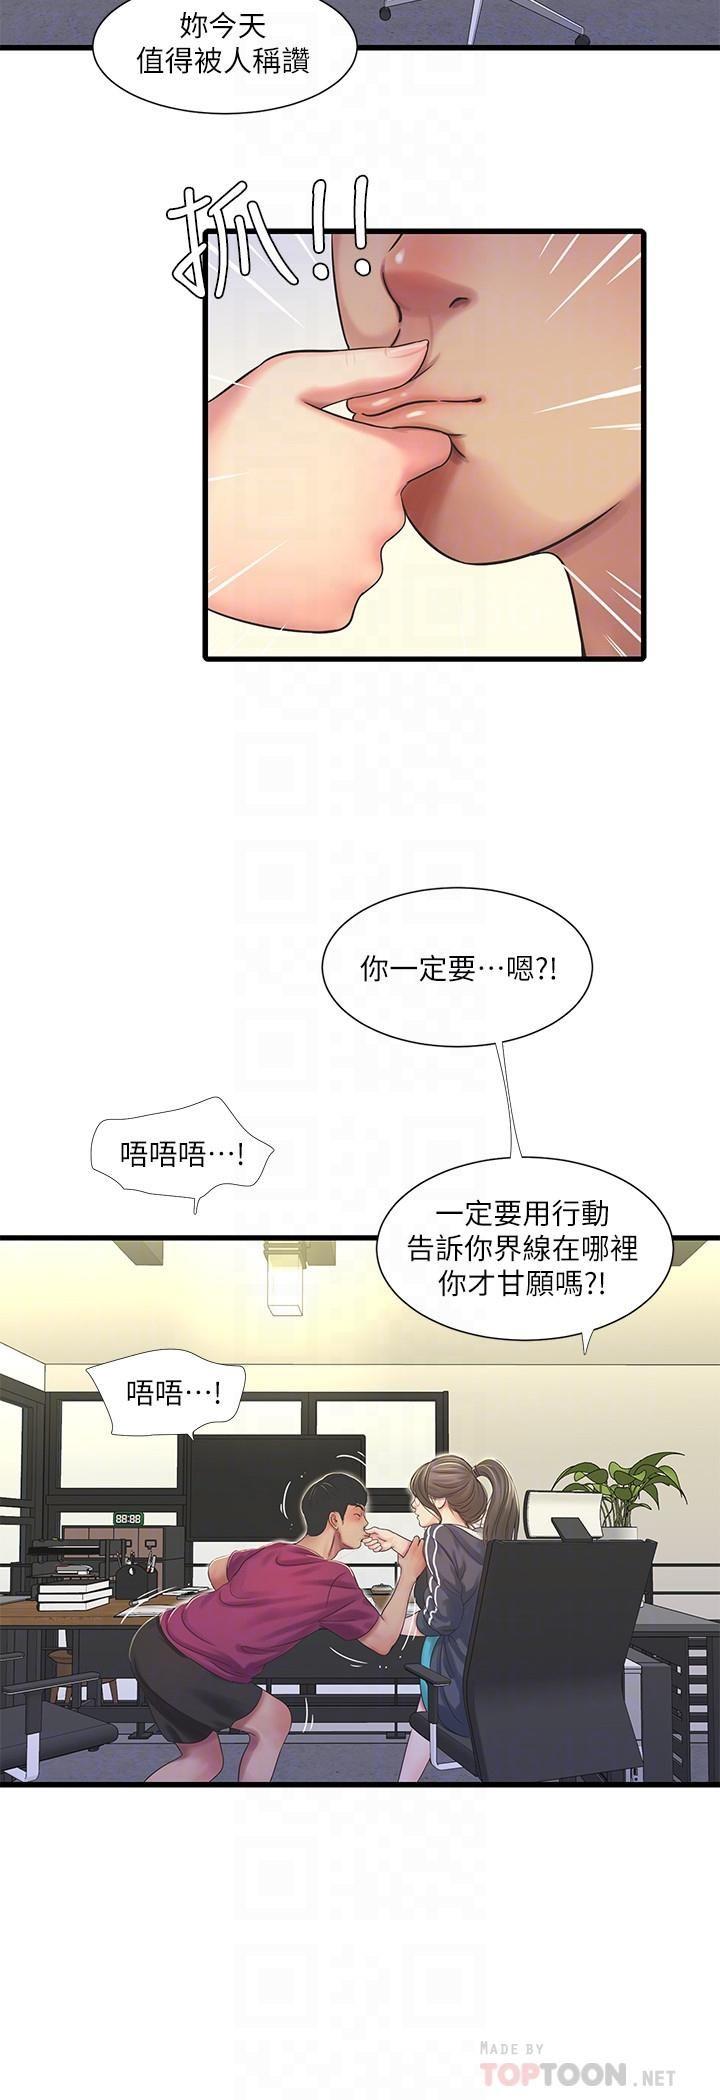 妳今天
值得被人稱讚
抓!!
你一定要…嗯?!
唔唔唔…!
一定要用行動
告訴你界線在哪裡
你才甘願嗎?!
唔唔…!
88:88
MADE BY
TOPTOON.NET